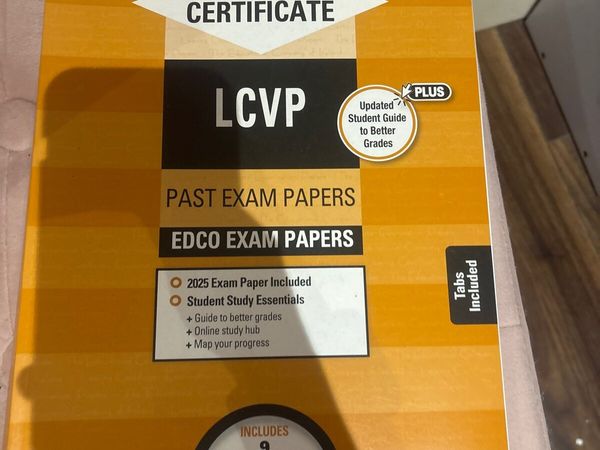 CERTIFICATE
LCVP
PLUS
Updated
Student Guide
to Better
Grades
PAST EXAM PAPERS
EDCO EXAM PAPERS
2025 Exam Paper Included
Student Study Essentials
+ Guide to better grades
+ Online study hub
+ Map your progress
Tabs
Included
INCLUDES
9